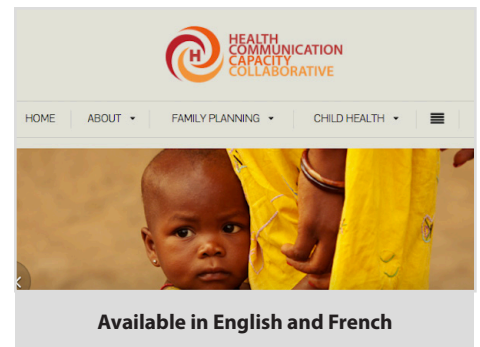 H
HEALTH
COMMUNICATION
CAPACITY
COLLABORATIVE
HOME ABOUT FAMILY PLANNING CHILD HEALTH
Available in English and French